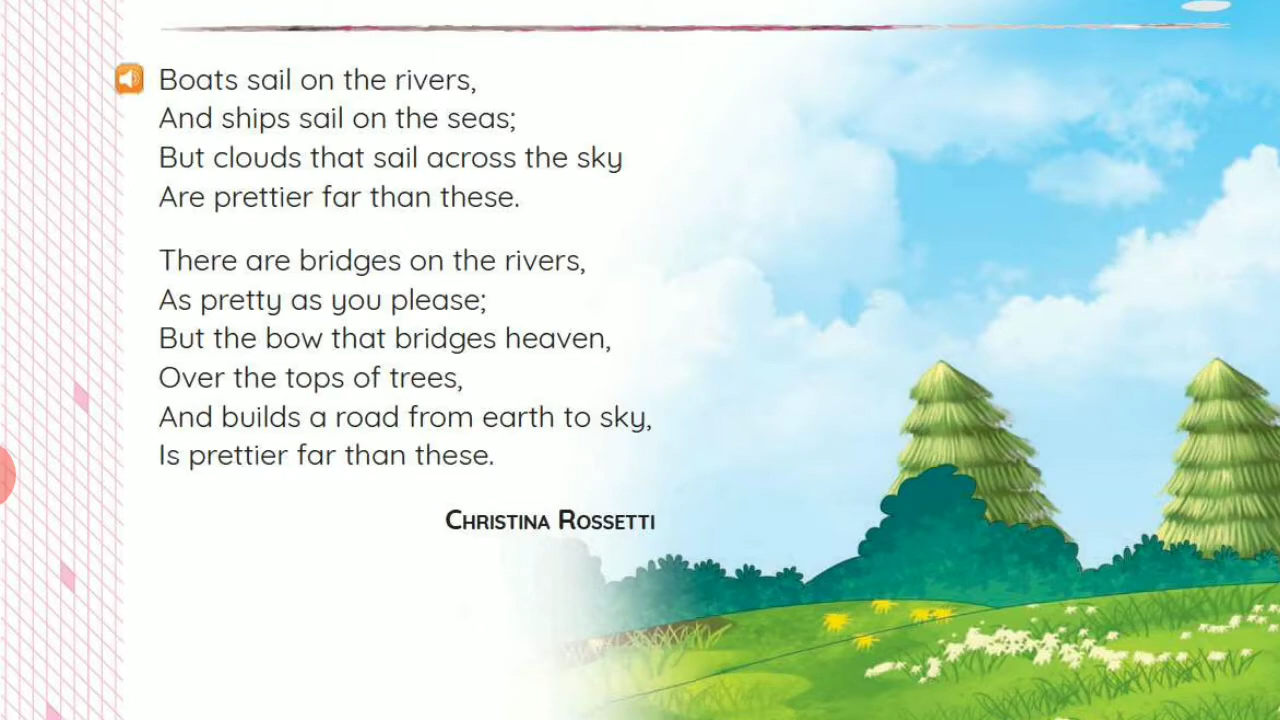 Boats sail on the rivers,
And ships sail on the seas;
But clouds that sail across the sky
Are prettier far than these.
There are bridges on the rivers,
As pretty as you please;
But the bow that bridges heaven,
Over the tops of trees,
And builds a road from earth to sky,
Is prettier far than these.
CHRISTINA ROSSETTI